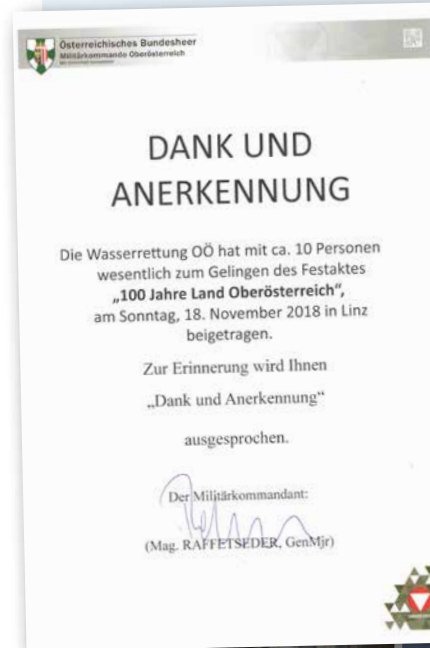 Österreichisches Bundesheer
Militärkommando Oberösterreich
DANK UND
ANERKENNUNG
Die Wasserrettung OÖ hat mit ca. 10 Personen
wesentlich zum Gelingen des Festaktes
„100 Jahre Land Oberösterreich“,
am Sonntag, 18. November 2018 in Linz
beigetragen.
Zur Erinnerung wird Ihnen
„Dank und Anerkennung“
ausgesprochen.
Der Militärkommandant:
(Mag. RAFFETSEDER, GenMjr)